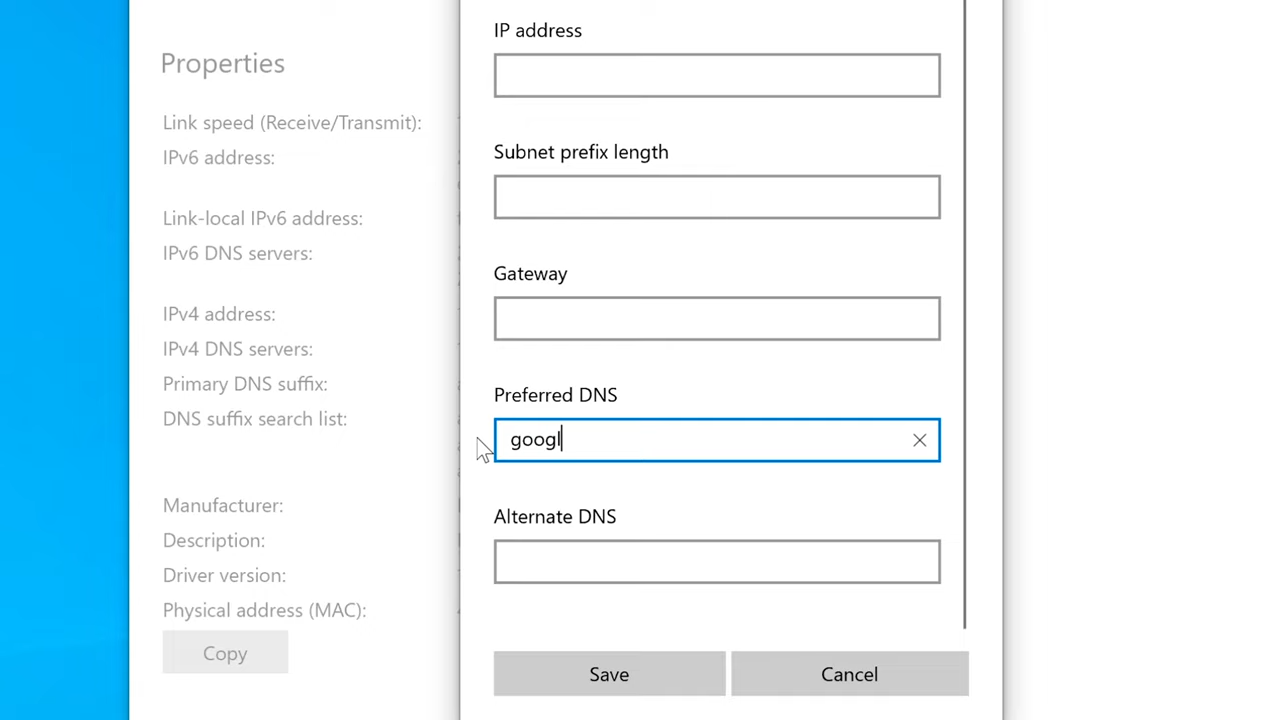 Properties
Link speed (Receive/Transmit):
IPv6 address:
Link-local IPv6 address:
IPv6 DNS servers:
IPv4 address:
IPv4 DNS servers:
Primary DNS suffix:
DNS suffix search list:
Manufacturer:
Description:
Driver version:
Physical address (MAC):
Copy
IP address
Subnet prefix length
Gateway
Preferred DNS
googl
Alternate DNS
Save
Cancel